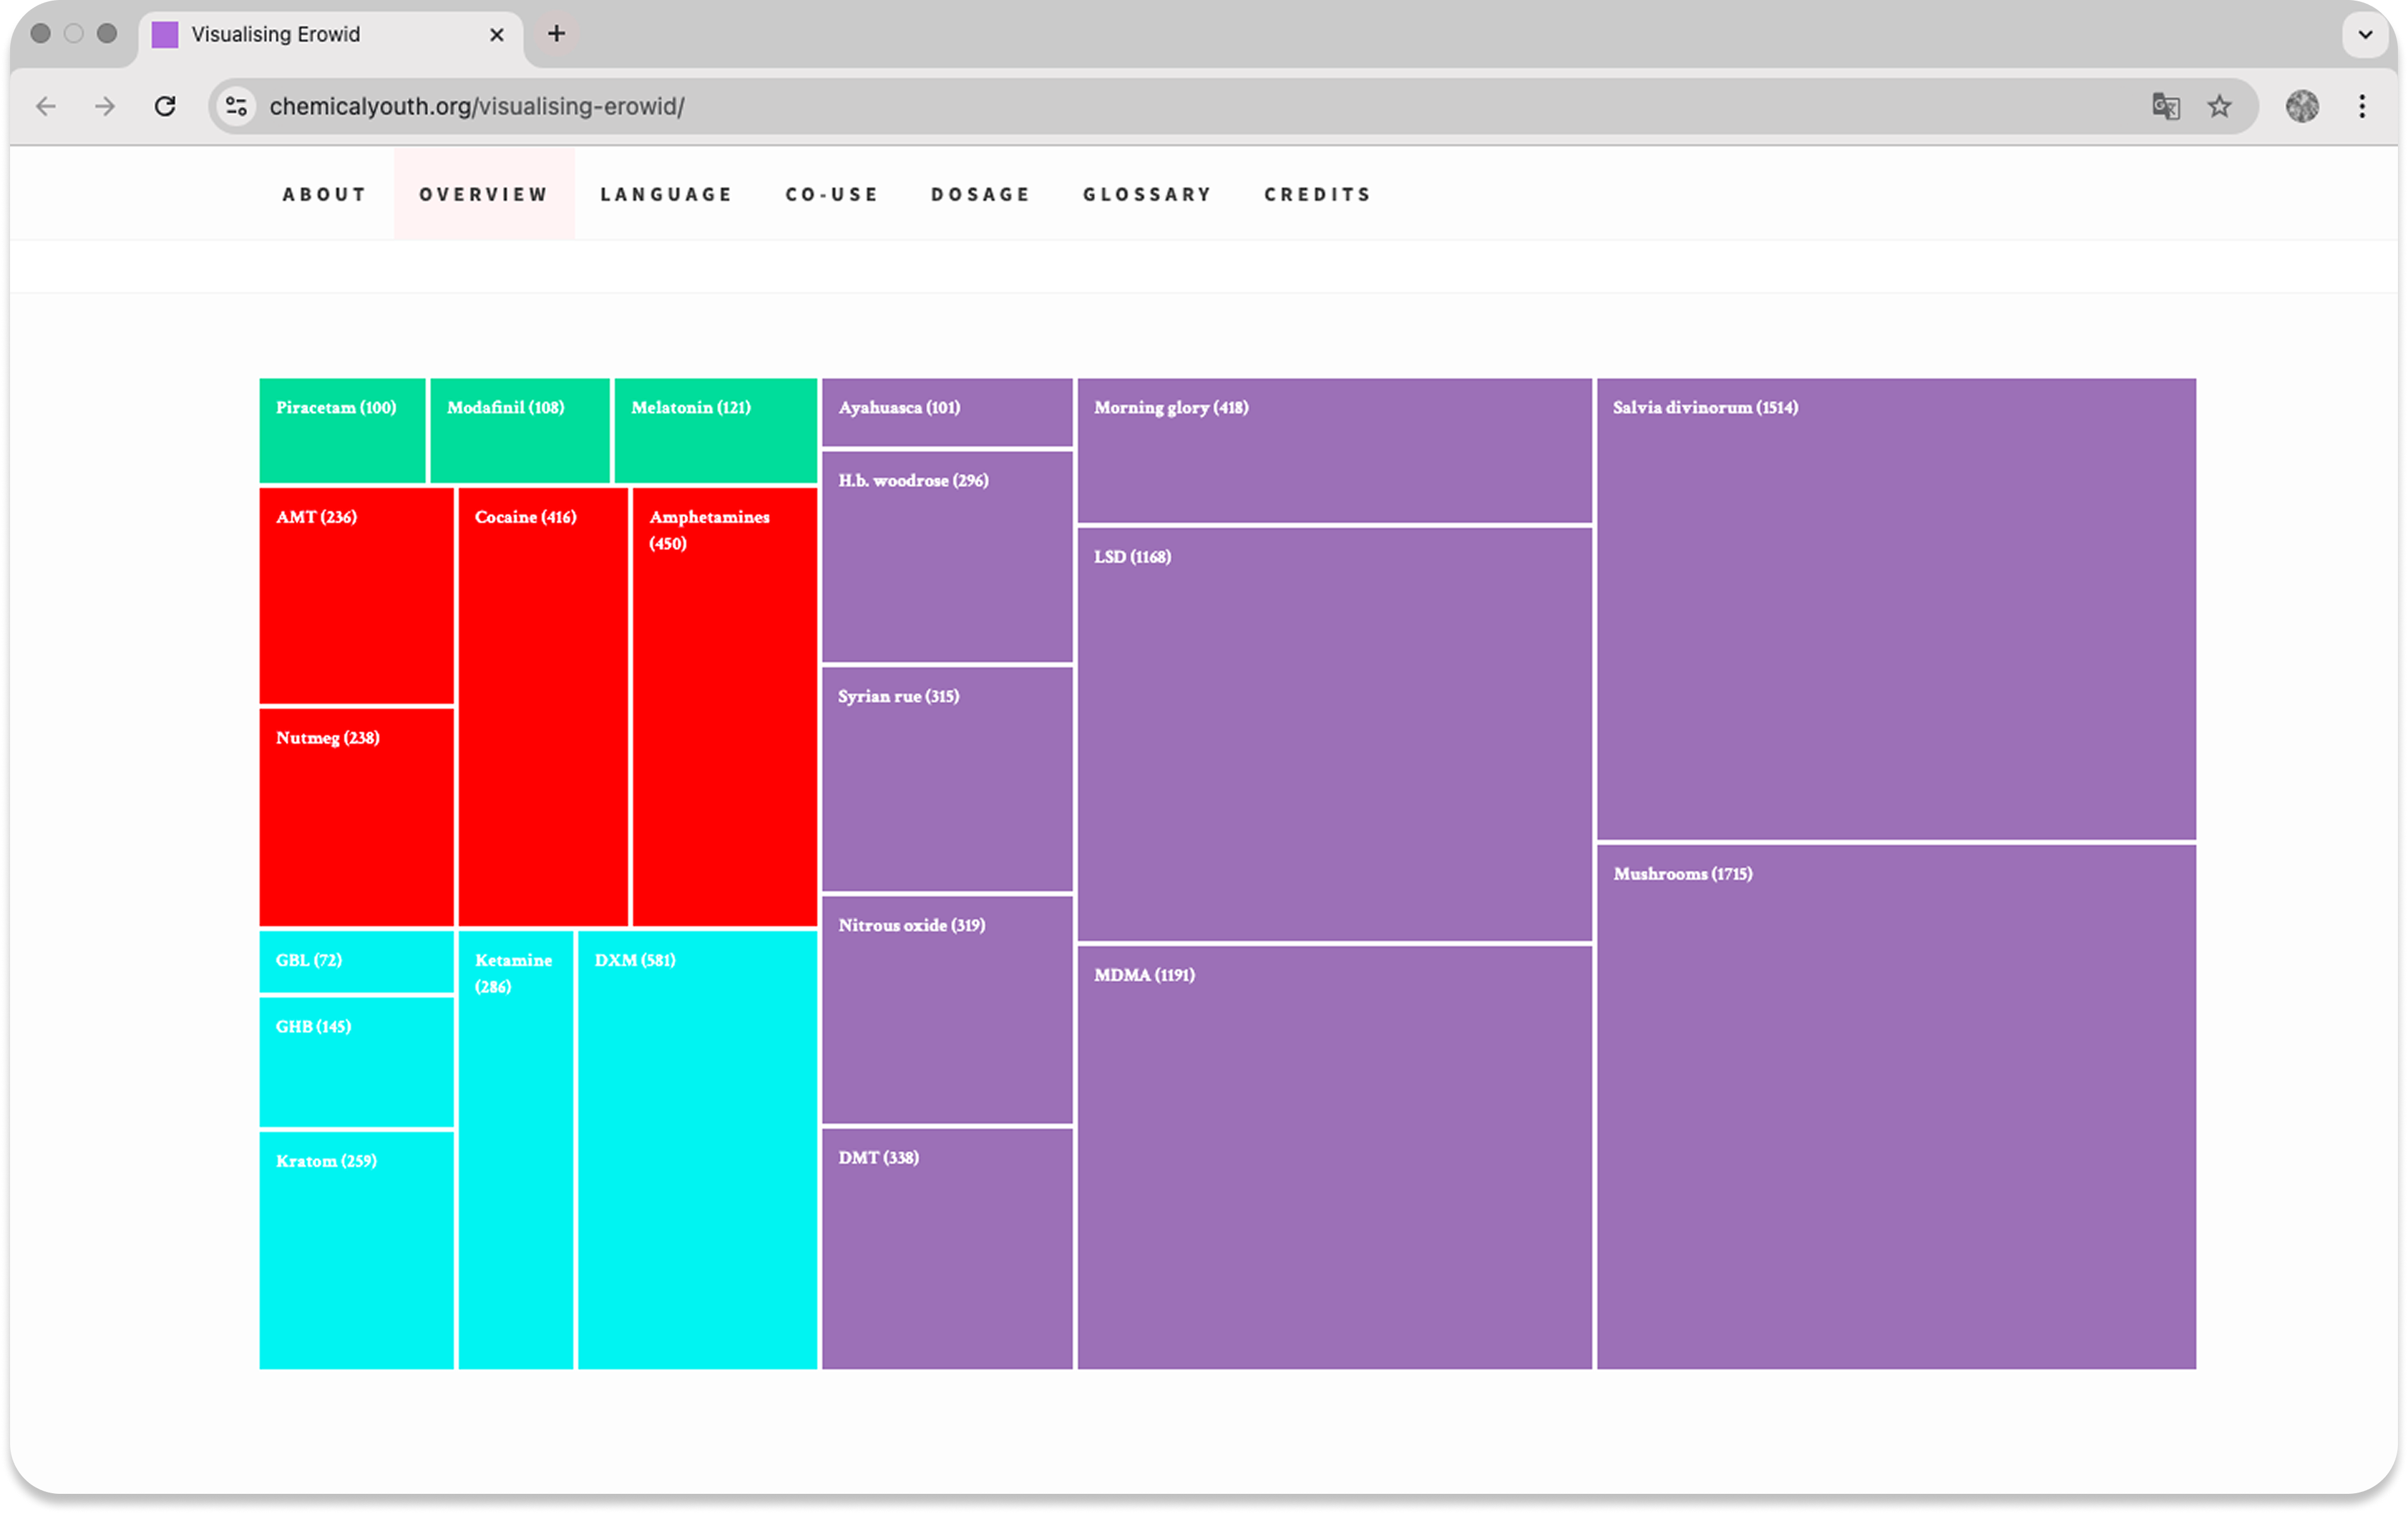 Visualising Erowid
chemicalyouth.org/visualising-erowid/
ABOUT OVERVIEW LANGUAGE CO-USE DOSAGE GLOSSARY CREDITS
Piracetam (100)
Modafinil (108)
Melatonin (121)
AMT (236)
Cocaine (416)
Amphetamines
(450)
Nutmeg (238)
GBL (72)
Ketamine
(286)
DXM (581)
GHB (145)
Kratom (259)
Ayahuasca (101)
H.b. woodrose (296)
Syrian rue (315)
Nitrous oxide (319)
DMT (338)
Morning glory (418)
LSD (1168)
MDMA (1191)
Salvia divinorum (1514)
Mushrooms (1715)